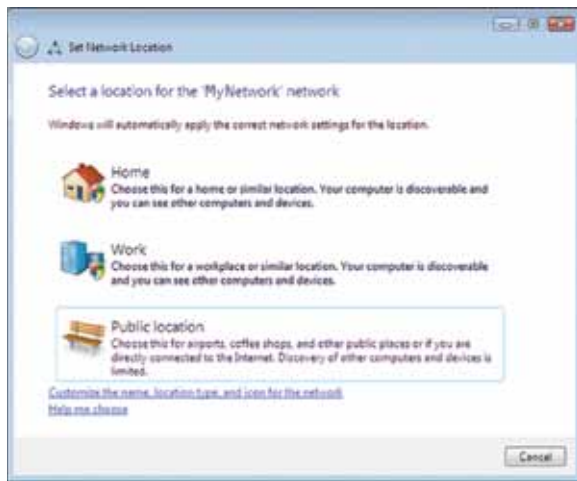 Set Network Location
Select a location for the 'MyNetwork' network
Windows will automatically apply the correct network settings for the location.
Home
Choose this for a home or similar location. Your computer is discoverable and
you can see other computers and devices.
Work
Choose this for a workplace or similar location. Your computer is discoverable
and you can see other computers and devices.
Public location
Choose this for airports, coffee shops, and other public places or if you are
directly connected to the Internet. Discovery of other computers and devices is
limited.
Customize the name, location type, and icon for the network
Help me choose
Cancel